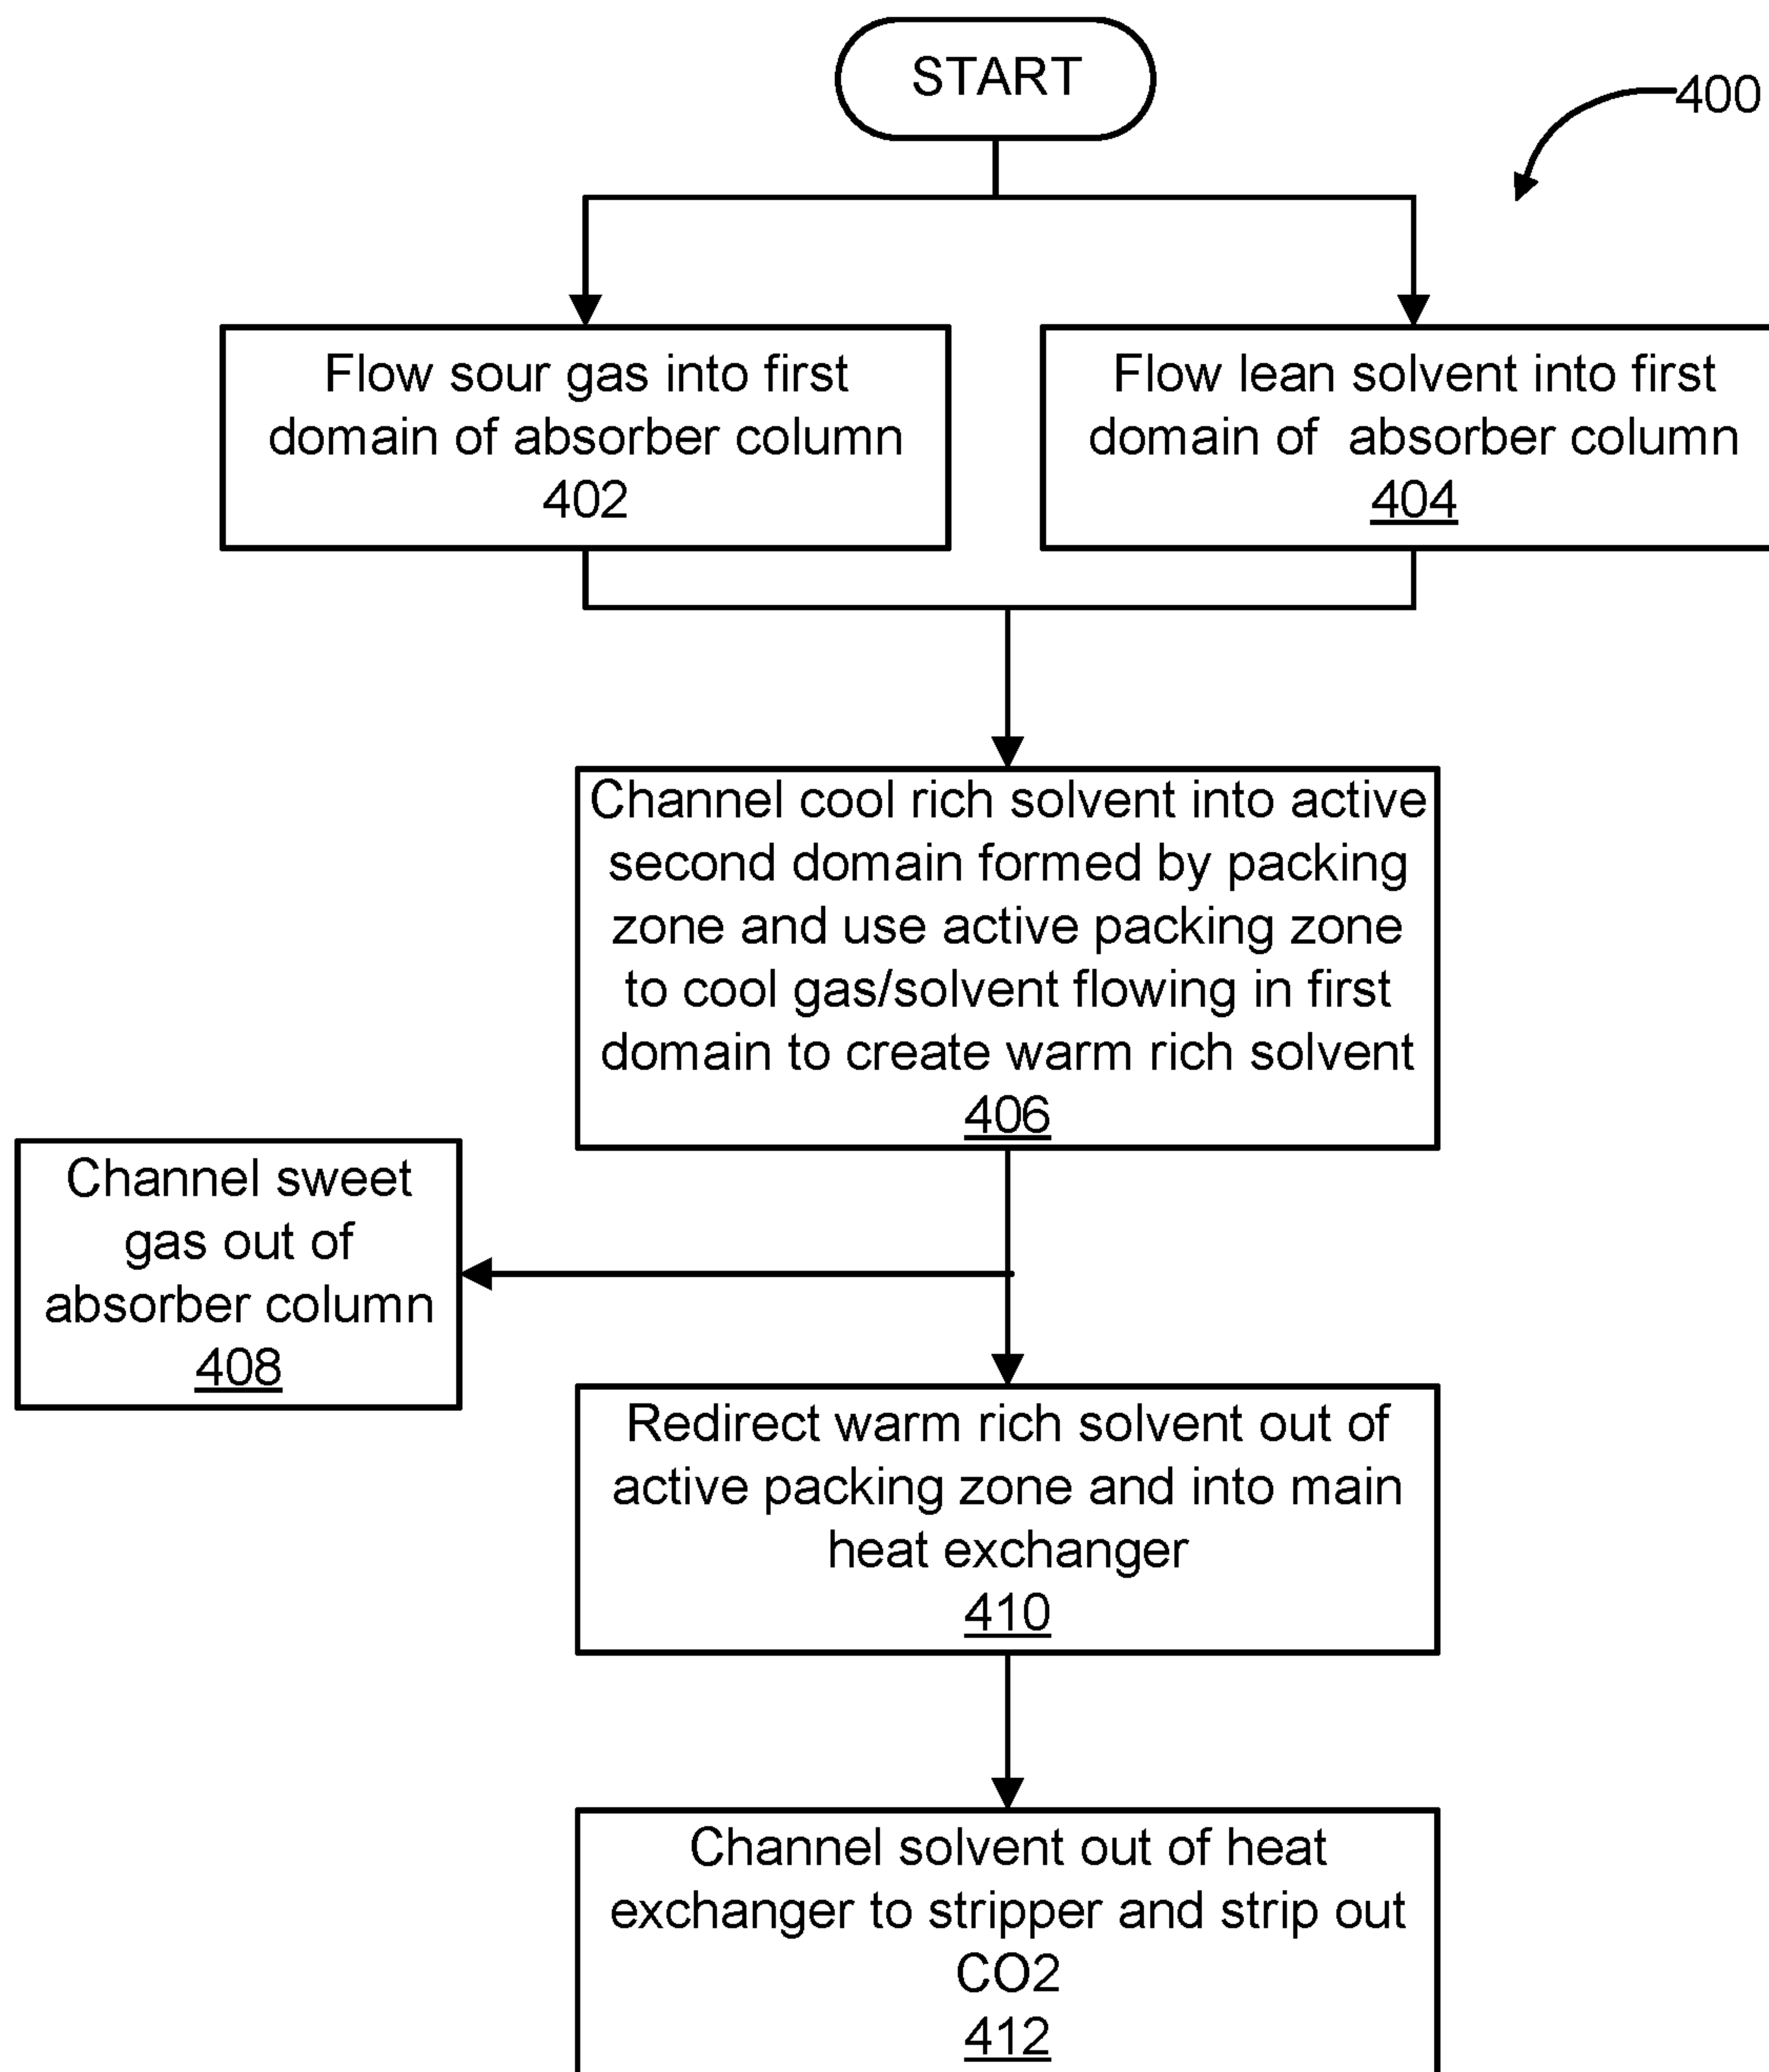 START
400
Flow sour gas into first
domain of absorber column
402
Flow lean solvent into first
domain of absorber column
404
Channel cool rich solvent into active
second domain formed by packing
zone and use active packing zone
to cool gas/solvent flowing in first
domain to create warm rich solvent
406
Channel sweet
gas out of
absorber column
408
Redirect warm rich solvent out of
active packing zone and into main
heat exchanger
410
Channel solvent out of heat
exchanger to stripper and strip out
CO2
412